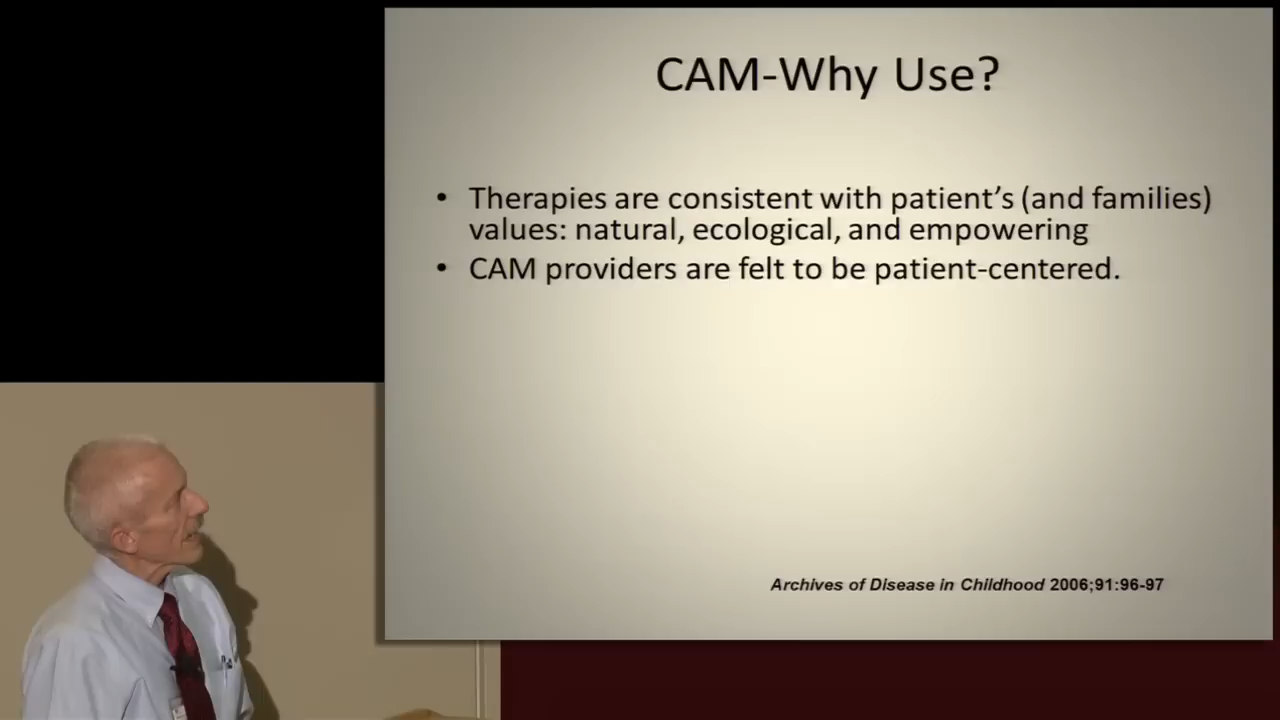 CAM-Why Use?
• Therapies are consistent with patient's (and families)
values: natural, ecological, and empowering
• CAM providers are felt to be patient-centered.
Archives of Disease in Childhood 2006;91:96-97